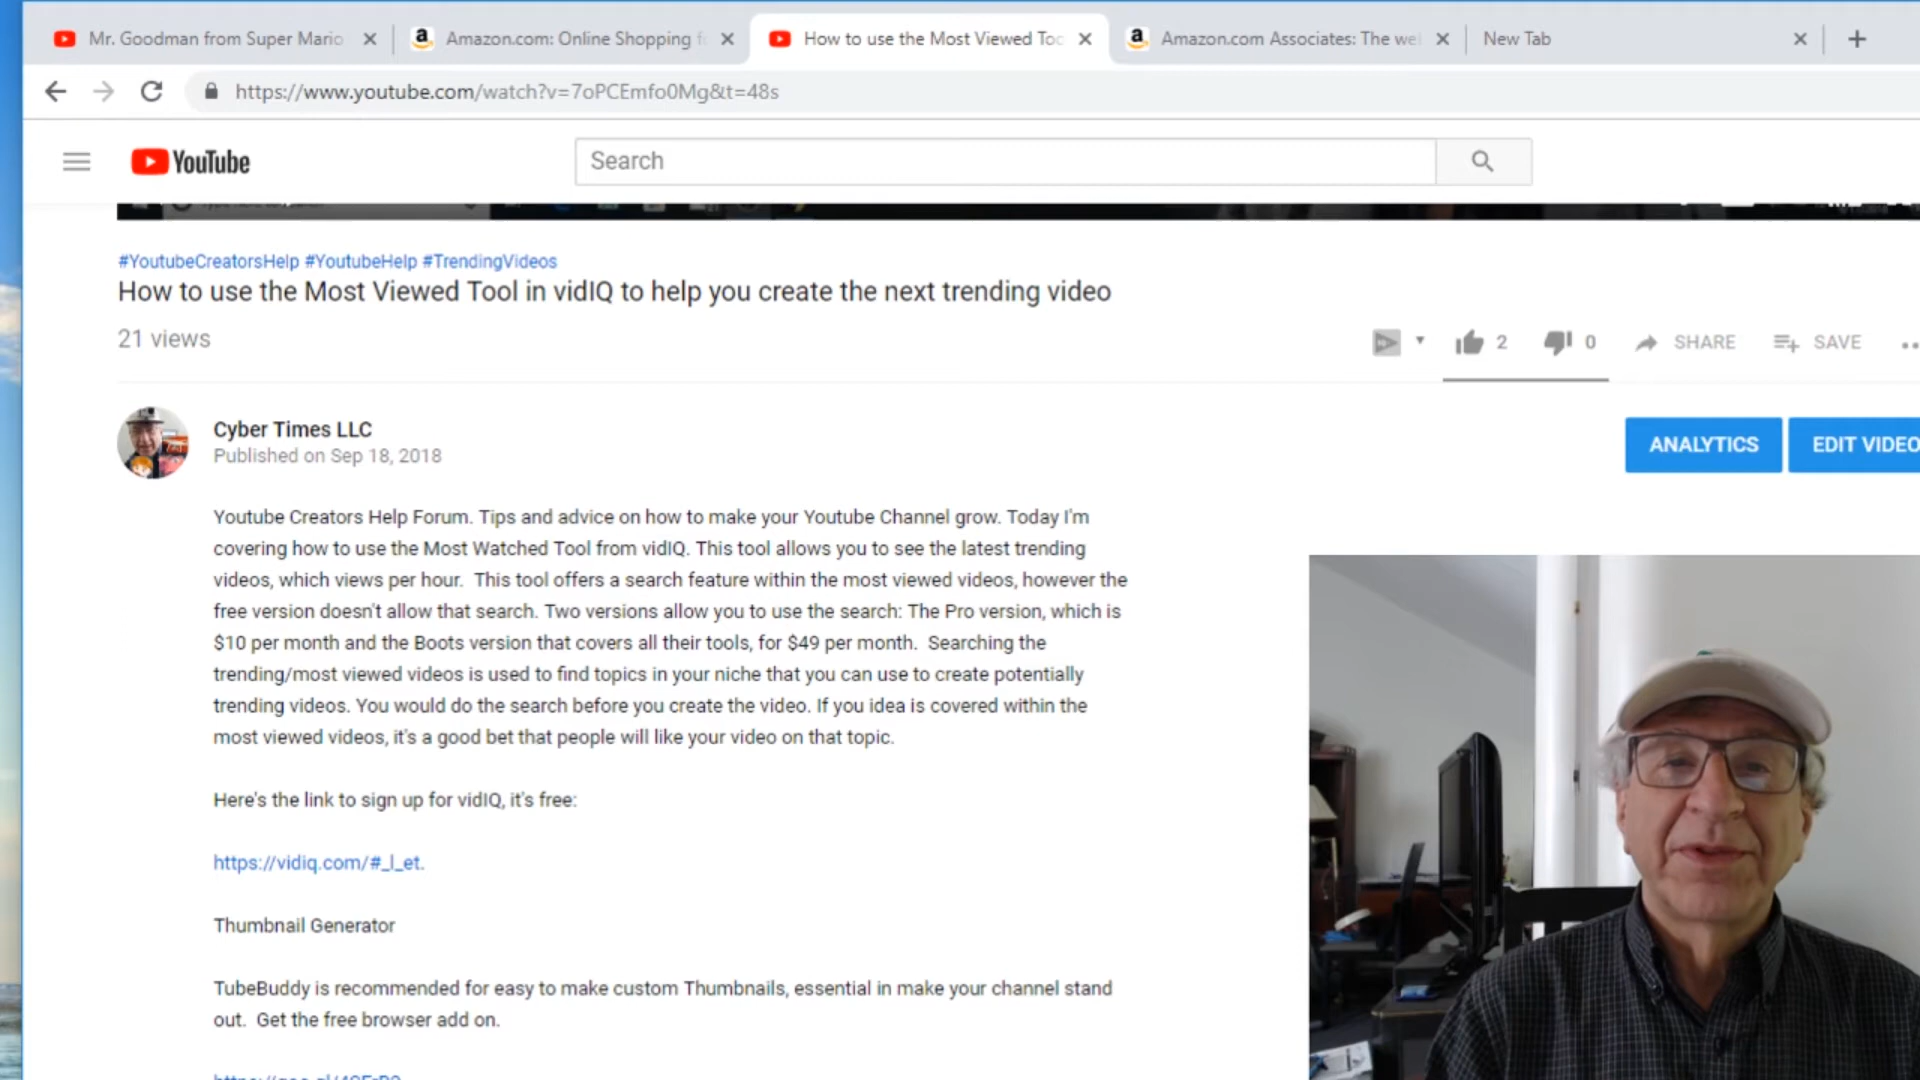 Mr. Goodman from Super Mario
Amazon.com: Online Shopping f
How to use the Most Viewed Too
Amazon.com Associates: The we
New Tab
https://www.youtube.com/watch?v=7oPCEmfo0Mg&t=48s
YouTube
Search
#YoutubeCreatorsHelp #YoutubeHelp #TrendingVideos
How to use the Most Viewed Tool in vidIQ to help you create the next trending video
21 views
2
0
SHARE
SAVE
Cyber Times LLC
Published on Sep 18, 2018
ANALYTICS
EDIT VIDEO
Youtube Creators Help Forum. Tips and advice on how to make your Youtube Channel grow. Today I'm
covering how to use the Most Watched Tool from vidIQ. This tool allows you to see the latest trending
videos, which views per hour.  This tool offers a search feature within the most viewed videos, however the
free version doesn't allow that search. Two versions allow you to use the search: The Pro version, which is
$10 per month and the Boots version that covers all their tools, for $49 per month.  Searching the
trending/most viewed videos is used to find topics in your niche that you can use to create potentially
trending videos. You would do the search before you create the video. If you idea is covered within the
most viewed videos, it's a good bet that people will like your video on that topic.
Here's the link to sign up for vidIQ, it's free:
https://vidiq.com/#_l_et.
Thumbnail Generator
TubeBuddy is recommended for easy to make custom Thumbnails, essential in make your channel stand
out.  Get the free browser add on.